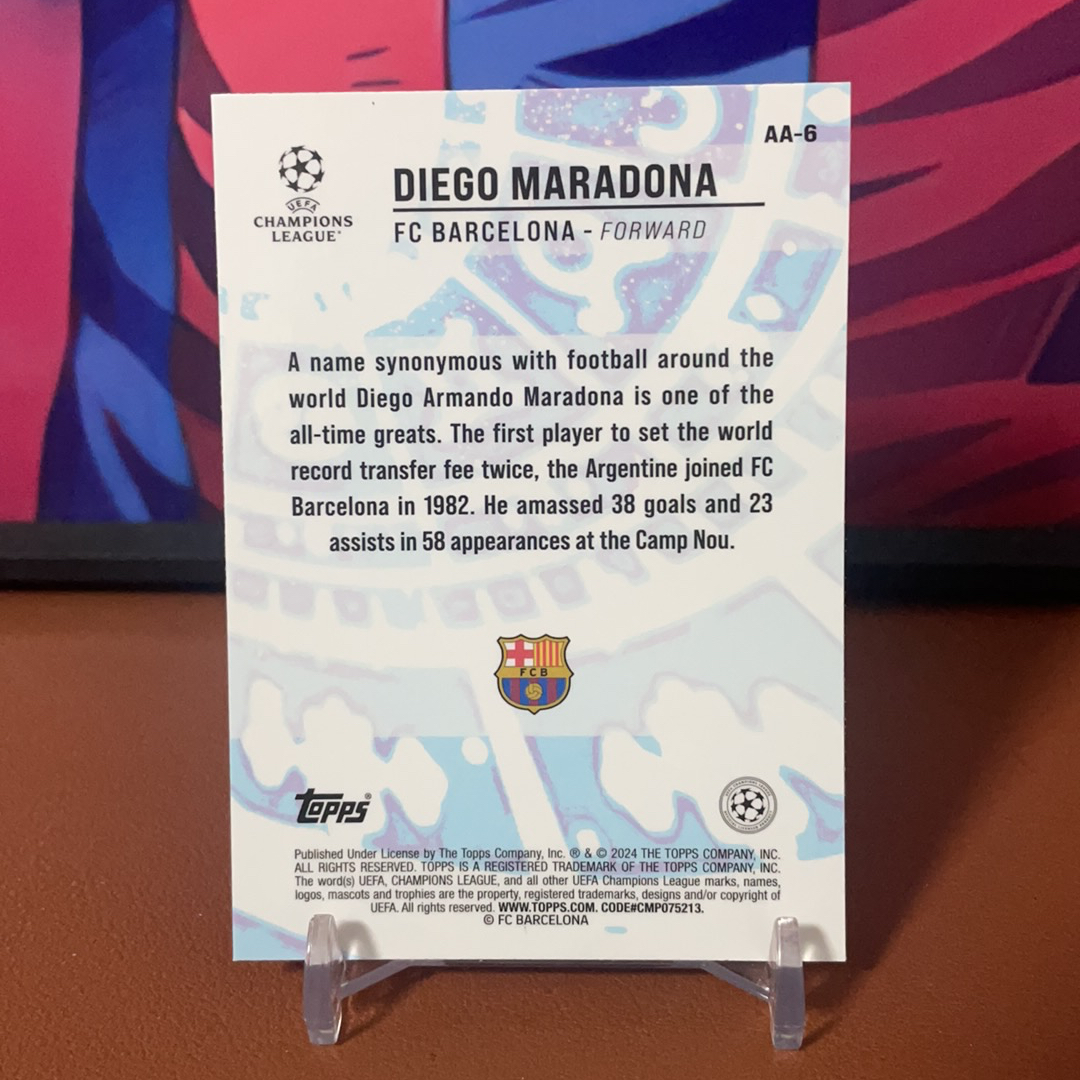 AA-6
UEFA
CHAMPIONS
LEAGUE®
DIEGO MARADONA
FC BARCELONA - FORWARD
A name synonymous with football around the
world Diego Armando Maradona is one of the
all-time greats. The first player to set the world
record transfer fee twice, the Argentine joined FC
Barcelona in 1982. He amassed 38 goals and 23
assists in 58 appearances at the Camp Nou.
FCB
topps®
Published Under License by The Topps Company, Inc. ® & © 2024 THE TOPPS COMPANY, INC.
ALL RIGHTS RESERVED. TOPPS IS A REGISTERED TRADEMARK OF THE TOPPS COMPANY, INC.
The word(s) UEFA, CHAMPIONS LEAGUE, and all other UEFA Champions League marks, names,
logos, mascots and trophies are the property, registered trademarks, designs and/or copyright of
UEFA. All rights reserved. WWW.TOPPS.COM. CODE#CMP075213.
© FC BARCELONA